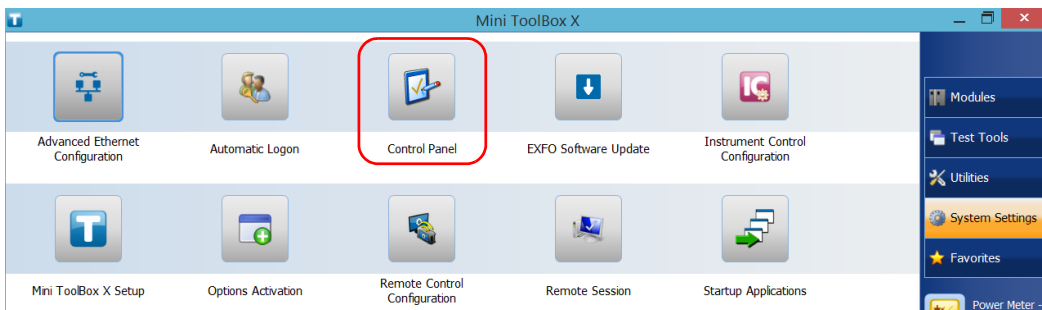 Mini ToolBox X
Advanced Ethernet
Configuration
Automatic Logon
Control Panel
EXFO Software Update
Instrument Control
Configuration
Mini ToolBox X Setup
Options Activation
Remote Control
Configuration
Remote Session
Startup Applications
Modules
Test Tools
Utilities
System Settings
Favorites
Power Meter -